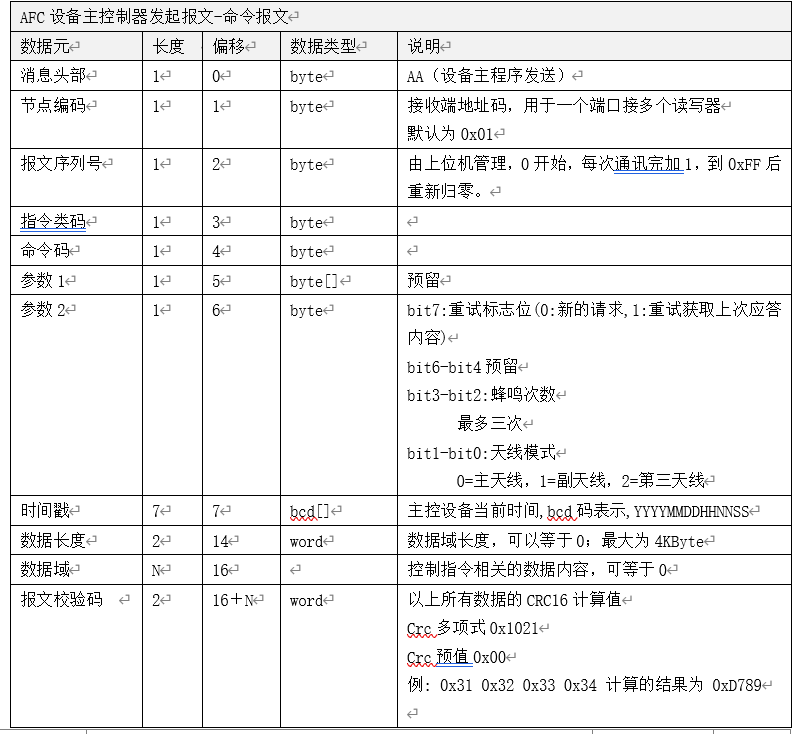 AFC 设备主控制器发起报文-命令报文
数据元 长度 偏移 数据类型 说明
消息头部 1 0 byte AA（设备主程序发送）
节点编码 1 1 byte 接收端地址码，用于一个端口接多个读写器
默认为 0x01
报文序列号 1 2 byte 由上位机管理，0 开始，每次通讯完加 1，到 0xFF 后
重新归零。
指令类码 1 3 byte
命令码 1 4 byte
参数 1 1 5 byte[] 预留
参数 2 1 6 byte bit7:重试标志位(0:新的请求,1:重试获取上次应答
内容)
bit6-bit4 预留
bit3-bit2:蜂鸣次数
最多三次
bit1-bit0:天线模式
0=主天线，1=副天线，2=第三天线
时间戳 7 7 bcd[] 主控设备当前时间,bcd 码表示,YYYYMMDDHHNNSS
数据长度 2 14 word 数据域长度，可以等于 0；最大为 4KByte
数据域 N 16 控制指令相关的数据内容，可等于 0
报文校验码 2 16＋N word 以上所有数据的 CRC16 计算值
Crc 多项式 0x1021
Crc 预值 0x00
例: 0x31 0x32 0x33 0x34 计算的结果为 0xD789